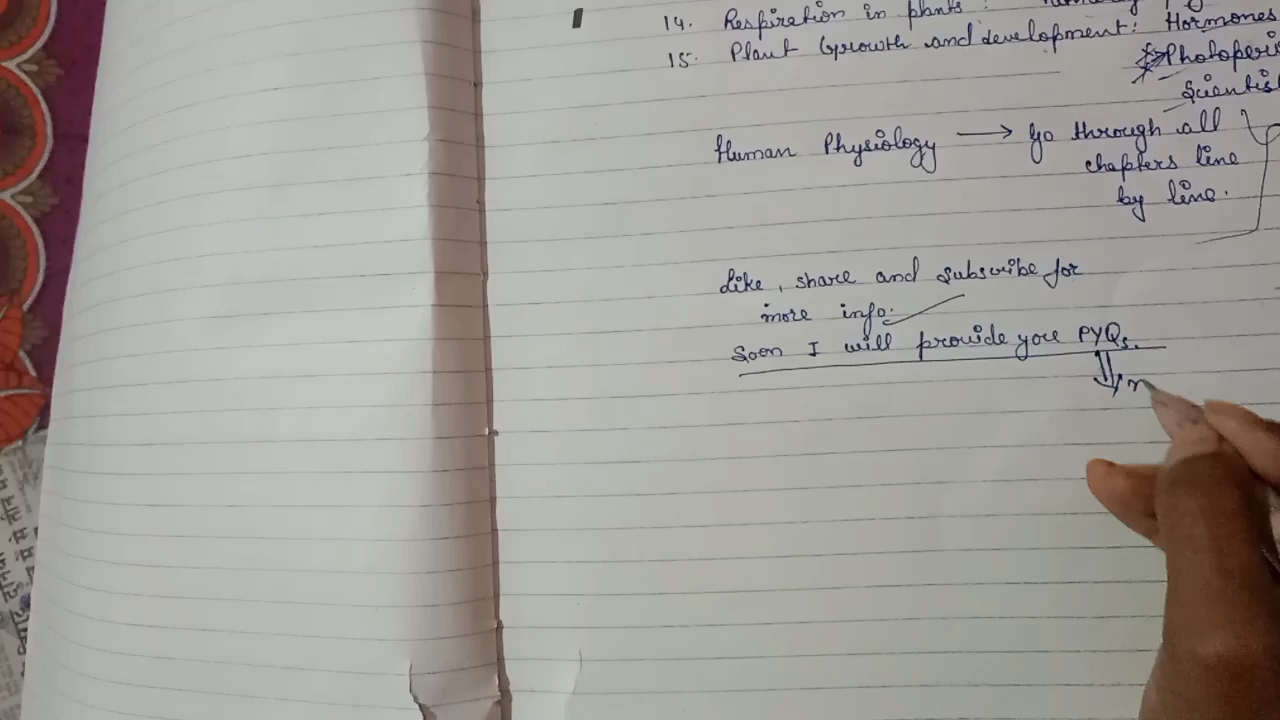 14. Respiration in plants :
15. Plant Growth and development: Hormones
Photoperi
Scientist
Human Physiology → Go through all
chapters line
by line.
Like, share and subscribe for
more info.
Soon I will provide you PYQs.